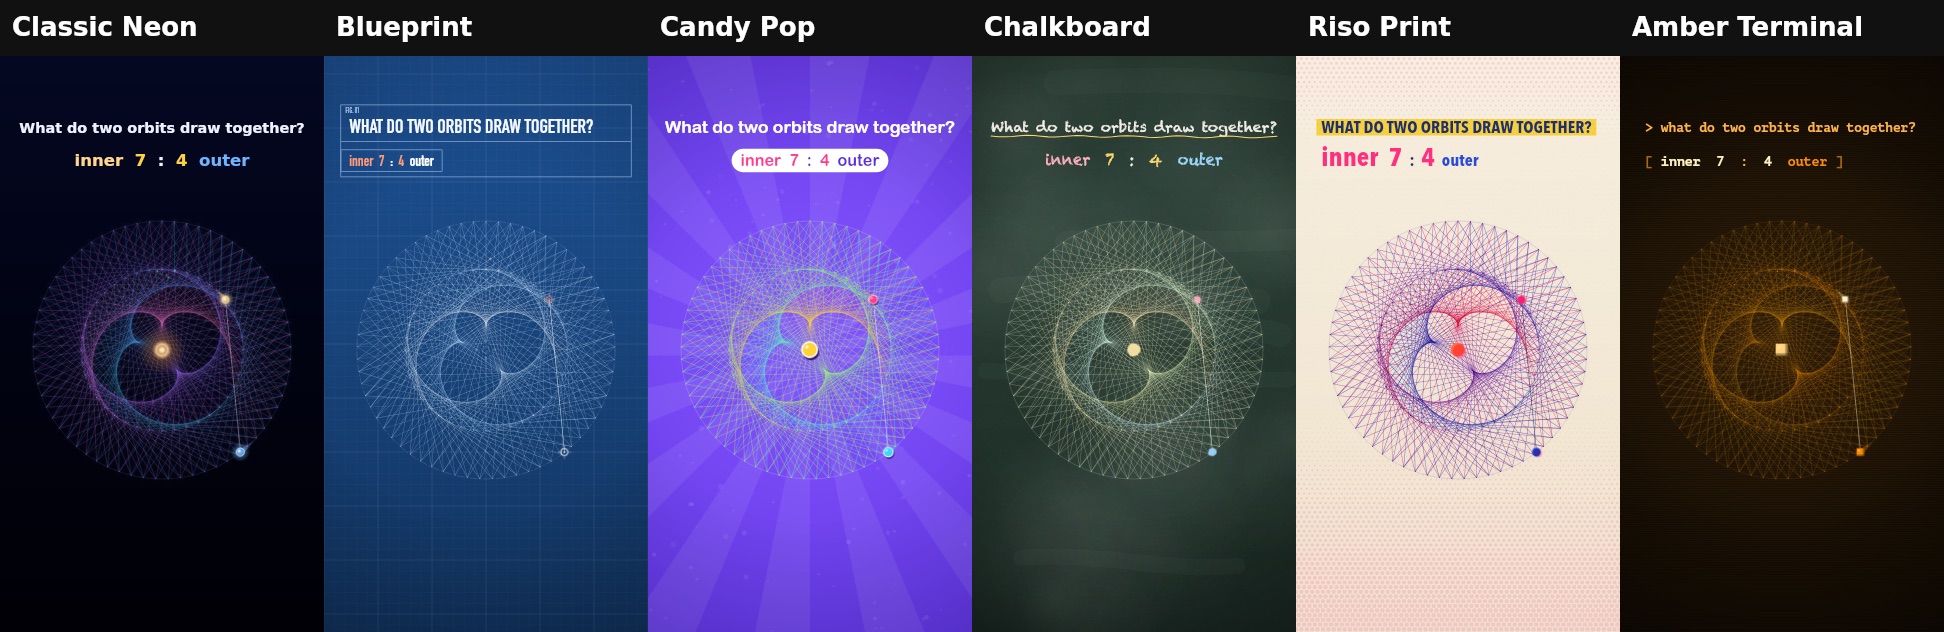 Classic Neon
What do two orbits draw together?
inner 7 : 4 outer
Blueprint
FIG. 01
WHAT DO TWO ORBITS DRAW TOGETHER?
inner 7 : 4 outer
Candy Pop
What do two orbits draw together?
inner 7 : 4 outer
Chalkboard
What do two orbits draw together?
inner 7 : 4 outer
Riso Print
WHAT DO TWO ORBITS DRAW TOGETHER?
inner 7 : 4 outer
Amber Terminal
> what do two orbits draw together?
[ inner 7 : 4 outer ]